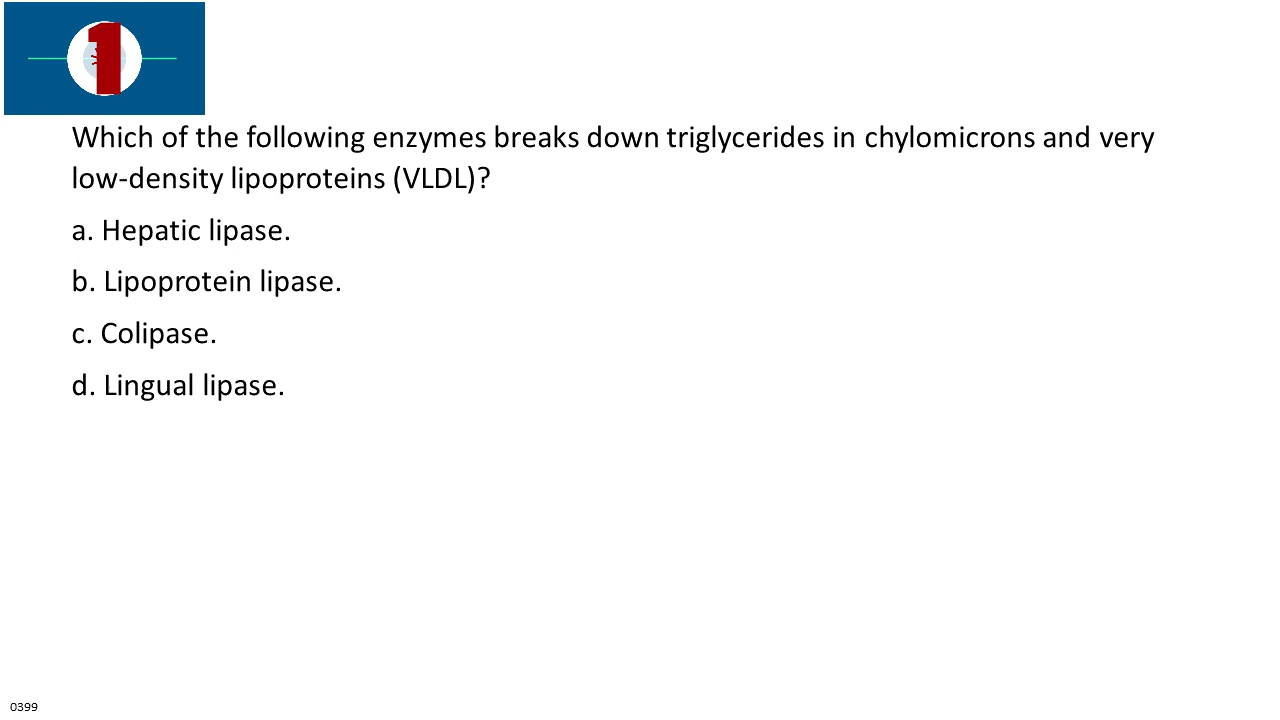 1
Which of the following enzymes breaks down triglycerides in chylomicrons and very
low-density lipoproteins (VLDL)?
a. Hepatic lipase.
b. Lipoprotein lipase.
c. Colipase.
d. Lingual lipase.
0399